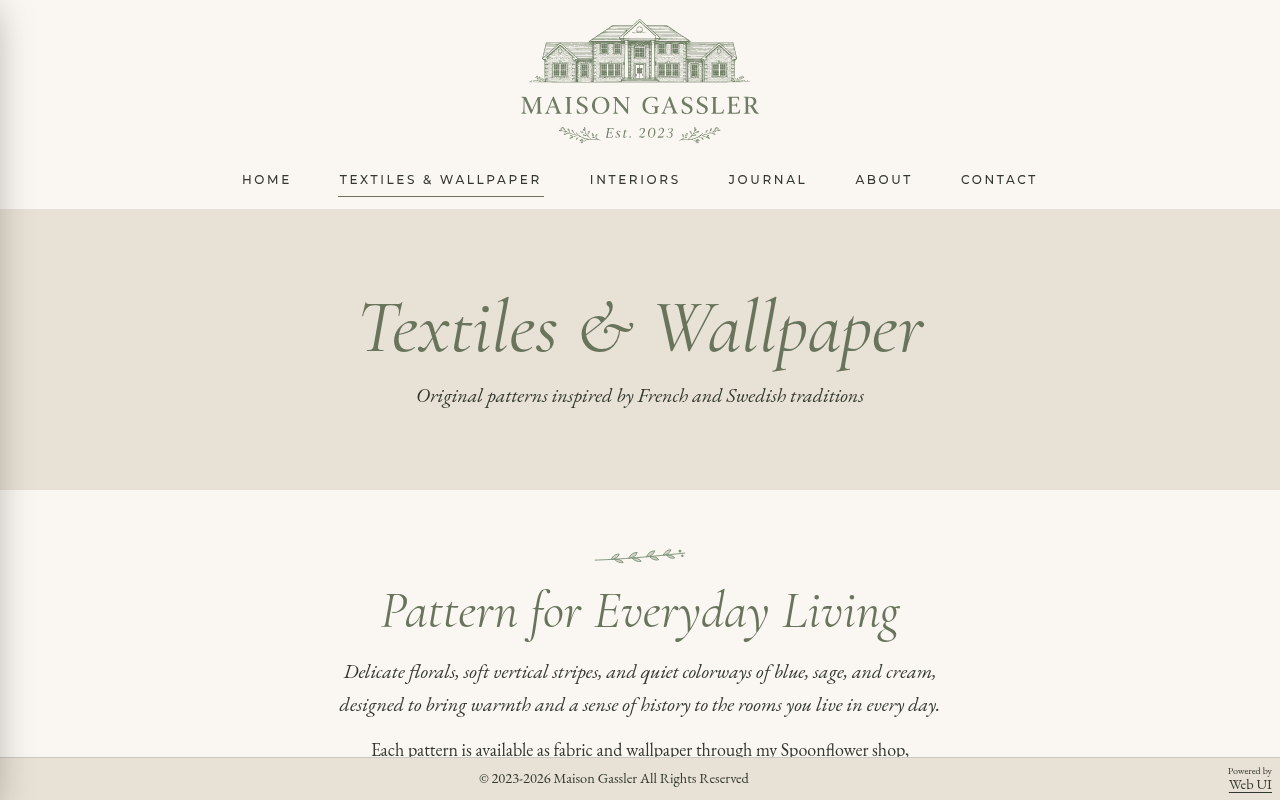 MAISON GASSLER
Est. 2023
HOME TEXTILES & WALLPAPER INTERIORS JOURNAL ABOUT CONTACT
Textiles & Wallpaper
Original patterns inspired by French and Swedish traditions
Pattern for Everyday Living
Delicate florals, soft vertical stripes, and quiet colorways of blue, sage, and cream,
designed to bring warmth and a sense of history to the rooms you live in every day.
Each pattern is available as fabric and wallpaper through my Spoonflower shop,
© 2023-2026 Maison Gassler All Rights Reserved
Powered by
Web UI